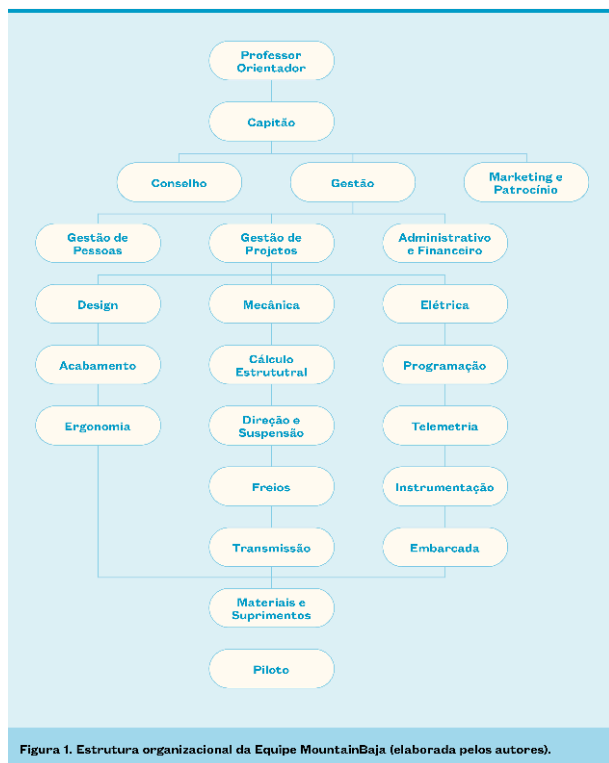 Professor
Orientador
Capitão
Conselho
Gestão
Marketing e
Patrocínio
Gestão de
Pessoas
Gestão de
Projetos
Administrativo
e Financeiro
Design
Mecânica
Elétrica
Acabamento
Cálculo
Estrututral
Programação
Ergonomia
Direção e
Suspensão
Telemetria
Freios
Instrumentação
Transmissão
Embarcada
Materiais e
Suprimentos
Piloto
Figura 1. Estrutura organizacional da Equipe MountainBaja (elaborada pelos autores).